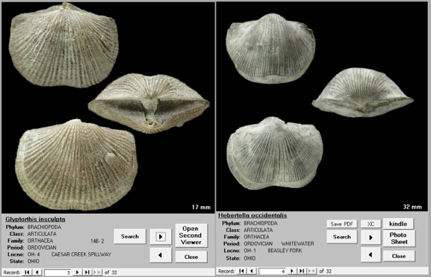 17 mm
Glyptorthis insculpta
Phylum: BRACHIOPODA
Class: ARTICULATA
Family: ORTHACEA 14E-2
Period: ORDOVICIAN
Locno: OH- 4 CAESAR CREEK SPILLWAY
State: OHIO
Search
Open Second Viewer
Close
Record: 3 of 32
32 mm
Hebertella occidentalis
Phylum: BRACHIOPODA
Class: ARTICULATA
Family: ORTHACEA
Period: ORDOVICIAN WHITEWATER
Locno: OH- 1 BEASLEY FORK
State: OHIO
Save PDF
XC
kindle
Search
Photo Sheet
Close
Record: of 32